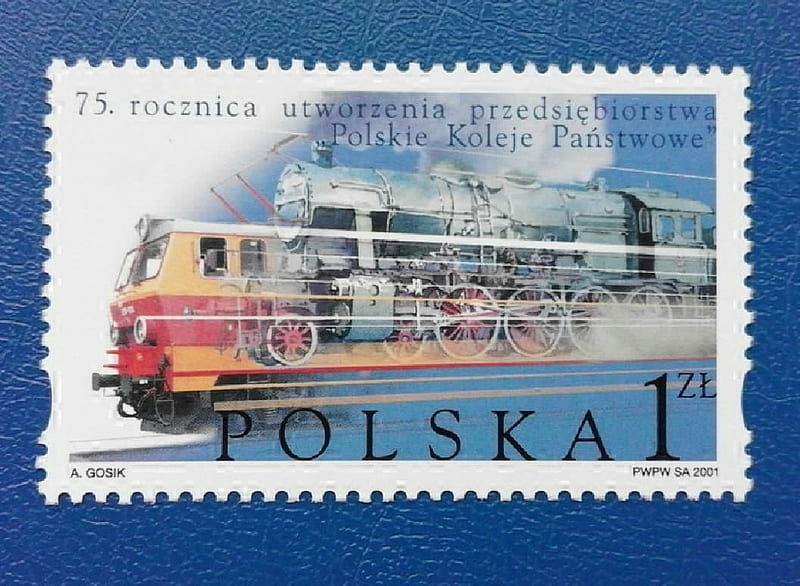 75. rocznica utworzenia przedsiębiorstwa
Polskie Koleje Państwowe”
POLSKA 1 ZŁ
A. GOSIK
PWPW SA 2001